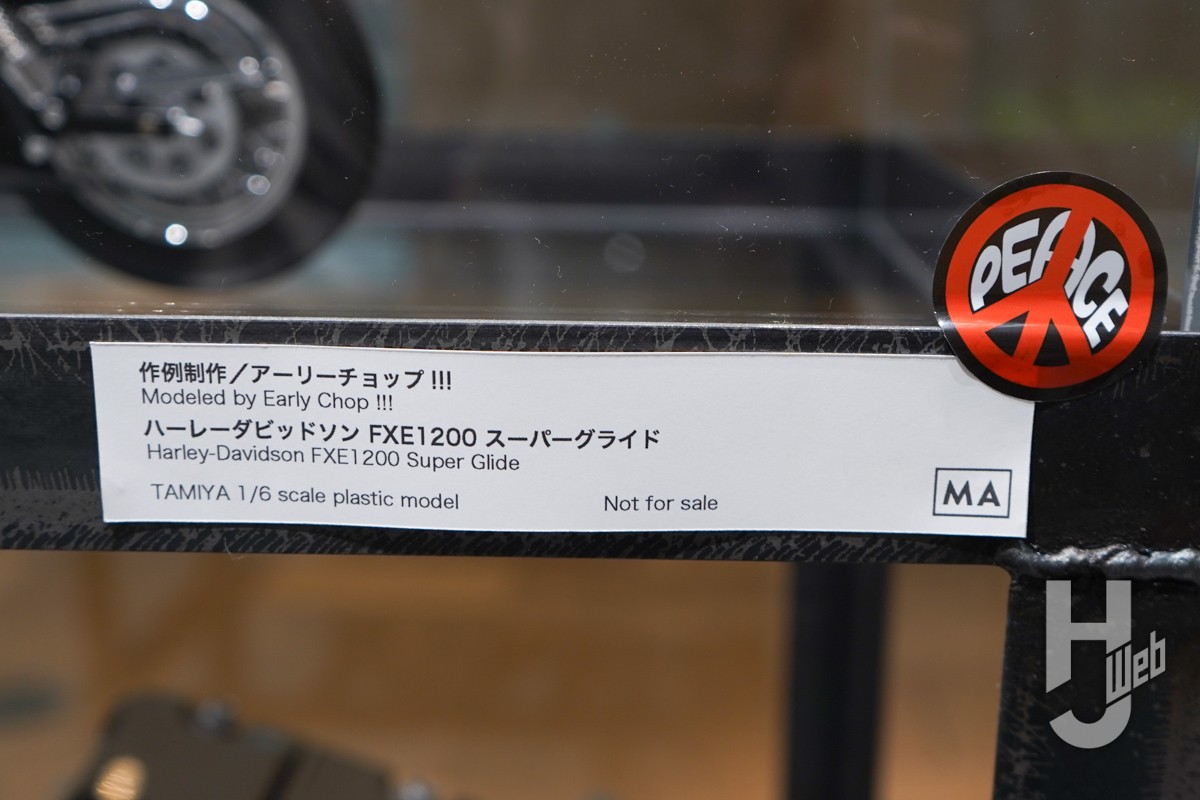 PEACE
作例制作／アーリーチョップ !!!
Modeled by Early Chop !!!
ハーレーダビッドソン FXE1200 スーパーグライド
Harley-Davidson FXE1200 Super Glide
TAMIYA 1/6 scale plastic model
Not for sale
MA
HJ Web